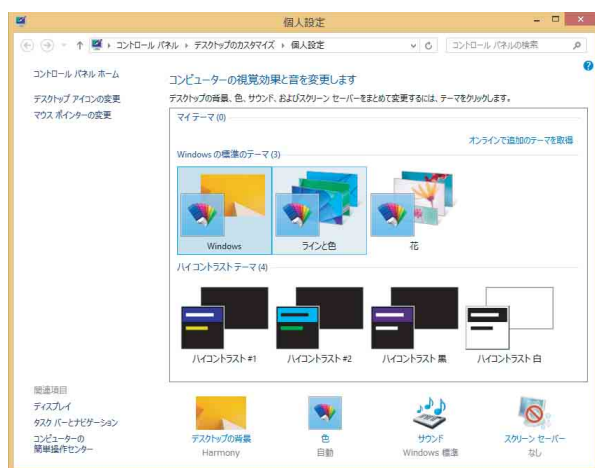 個人設定
コントロール パネル デスクトップのカスタマイズ 個人設定
コントロール パネルの検索
コントロール パネル ホーム
デスクトップ アイコンの変更
マウス ポインターの変更
コンピューターの視覚効果と音を変更します
デスクトップの背景、色、サウンド、およびスクリーン セーバーをまとめて変更するには、テーマをクリックします。
マイ テーマ (0)
オンラインで追加のテーマを取得
Windows の標準のテーマ (3)
Windows
ラインと色
花
ハイ コントラスト テーマ (4)
ハイコントラスト #1
ハイコントラスト #2
ハイコントラスト 黒
ハイコントラスト 白
関連項目
ディスプレイ
タスク バーとナビゲーション
コンピューターの
簡単操作センター
デスクトップの背景
Harmony
色
自動
サウンド
Windows 標準
スクリーン セーバー
なし